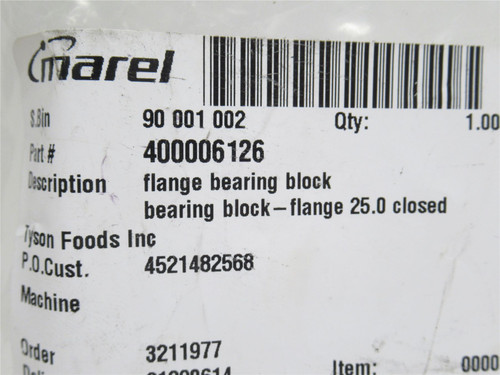 marel
S.Bin 90 001 002 Qty: 1.00
Part # 400006126
Description flange bearing block
bearing block-flange 25.0 closed
Tyson Foods Inc
P.O.Cust. 4521482568
Machine
Order 3211977
Item: 0000